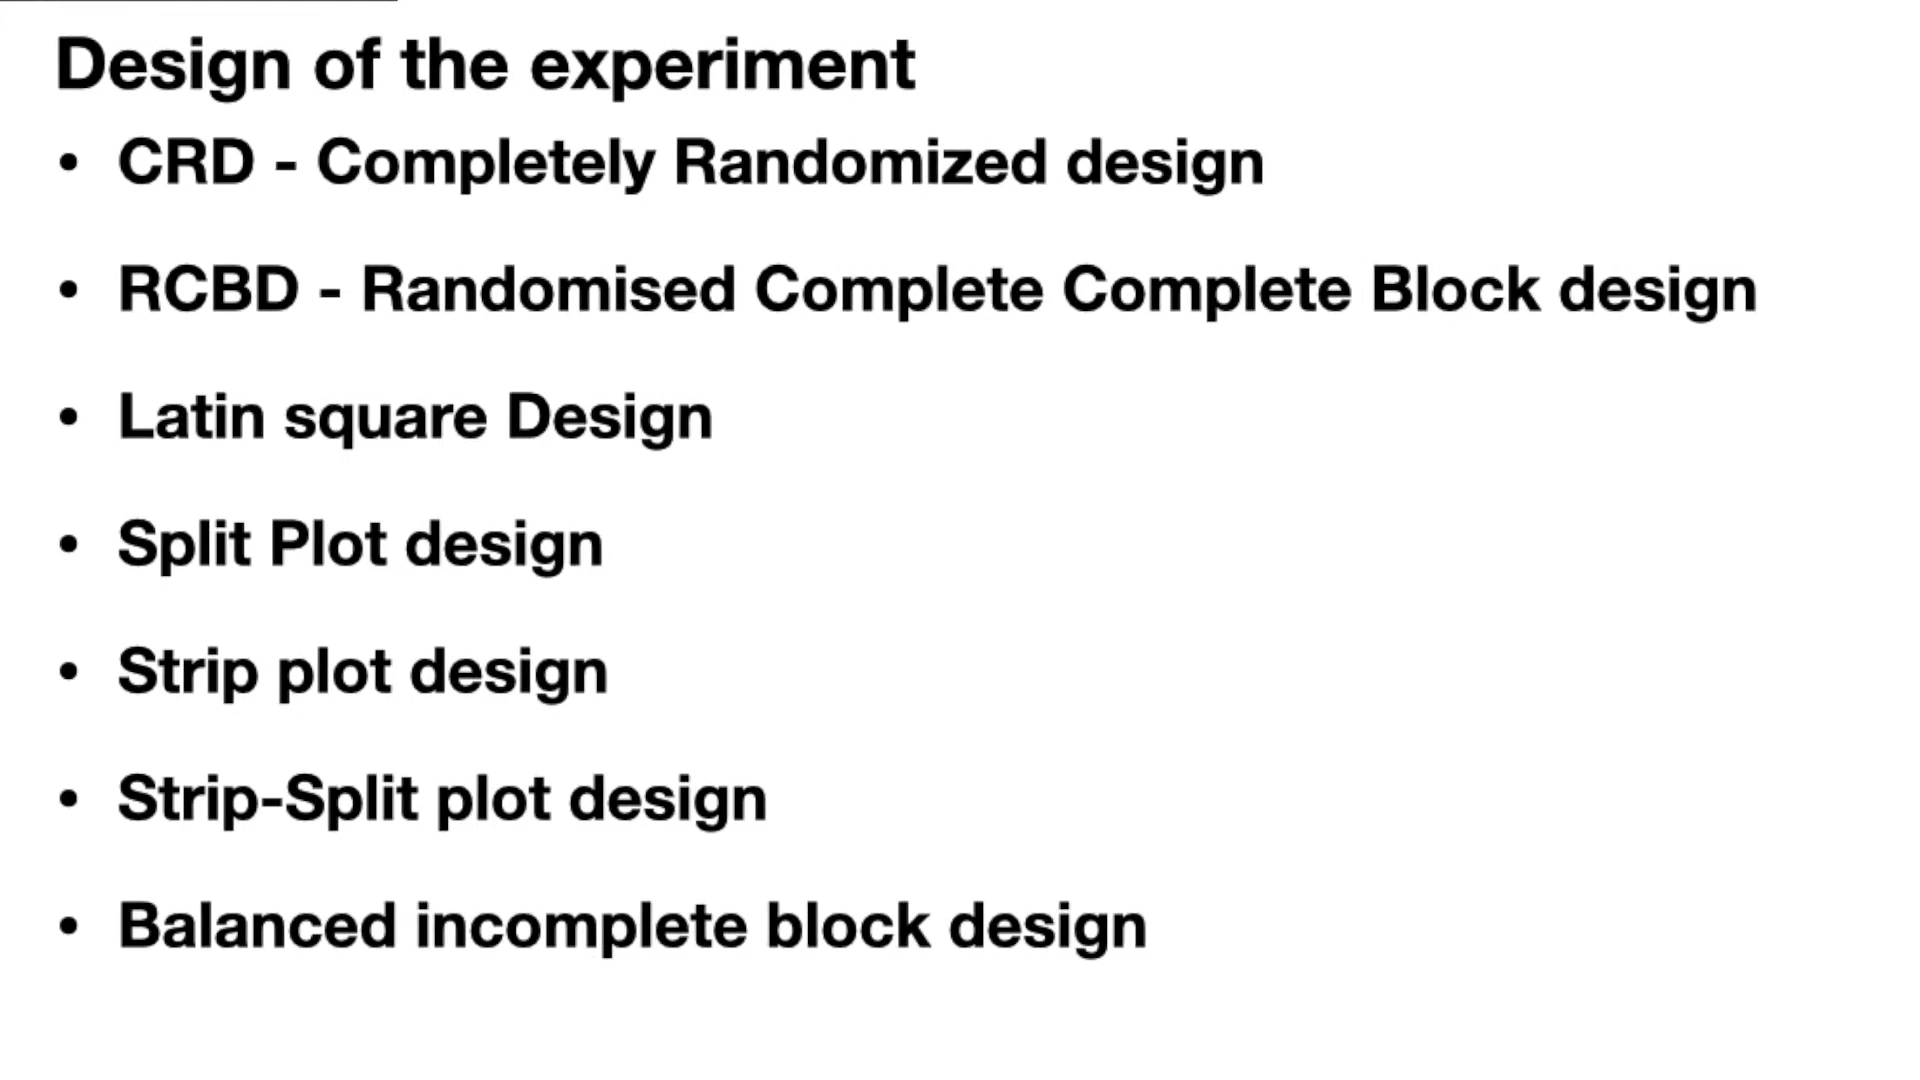 Design of the experiment
• CRD - Completely Randomized design
• RCBD - Randomised Complete Complete Block design
• Latin square Design
• Split Plot design
• Strip plot design
• Strip-Split plot design
• Balanced incomplete block design